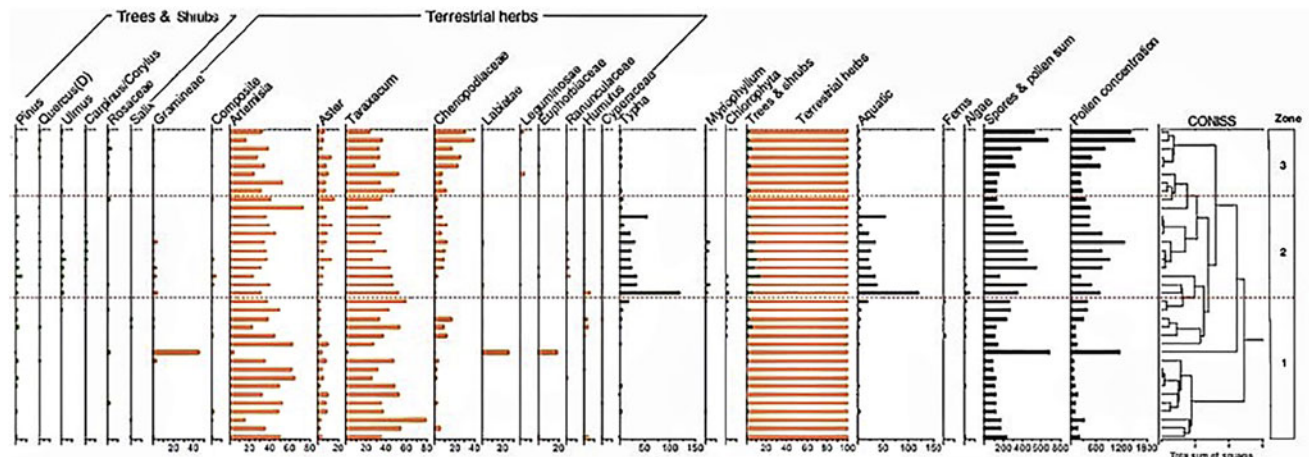 Trees & Shrubs
Terrestrial herbs
Pinus
Quercus(D)
Ulmus
Carpinus/Corylus
Rosaceae
Salix
Gramineae
Composite
Artemisia
Aster
Taraxacum
Chenopodiaceae
Labiatae
Leguminosae
Euphorbiaceae
Ranunculaceae
Humulus
Cyperaceae
Typha
Myriophyllum
Chlorophyta
Trees & shrubs
Terrestrial herbs
Aquatic
Ferns
Algae
Spores & pollen sum
Pollen concentration
CONISS
Zone
3
2
1
20 40
20 40 60 80
20
20 40 60 80
20 40
20
20
50 100 150
20 40 60 80 100
50 100 150
200 400 600 800
600 1200 1800
Total sum of squares